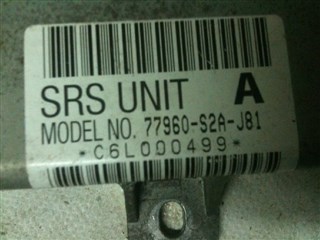 SRS UNIT A
MODEL NO. 77960-S2A-J81
*C6L000499*